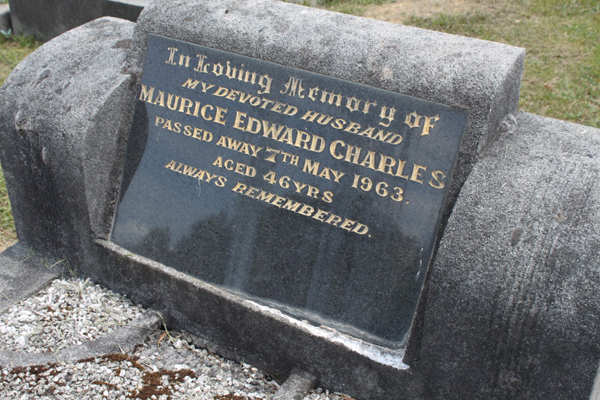 In Loving Memory of
MY DEVOTED HUSBAND
MAURICE EDWARD CHARLES
PASSED AWAY 7TH MAY 1963.
AGED 46YRS
ALWAYS REMEMBERED.